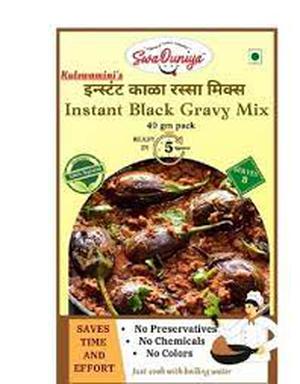 SwaDuniya
Kulswamini's
इन्स्टंट काळा रस्सा मिक्स
Instant Black Gravy Mix
40 gm pack
READY
IN
5
SERVES
8
SAVES
TIME
AND
EFFORT
• No Preservatives
• No Chemicals
• No Colors
Just cook with boiling water